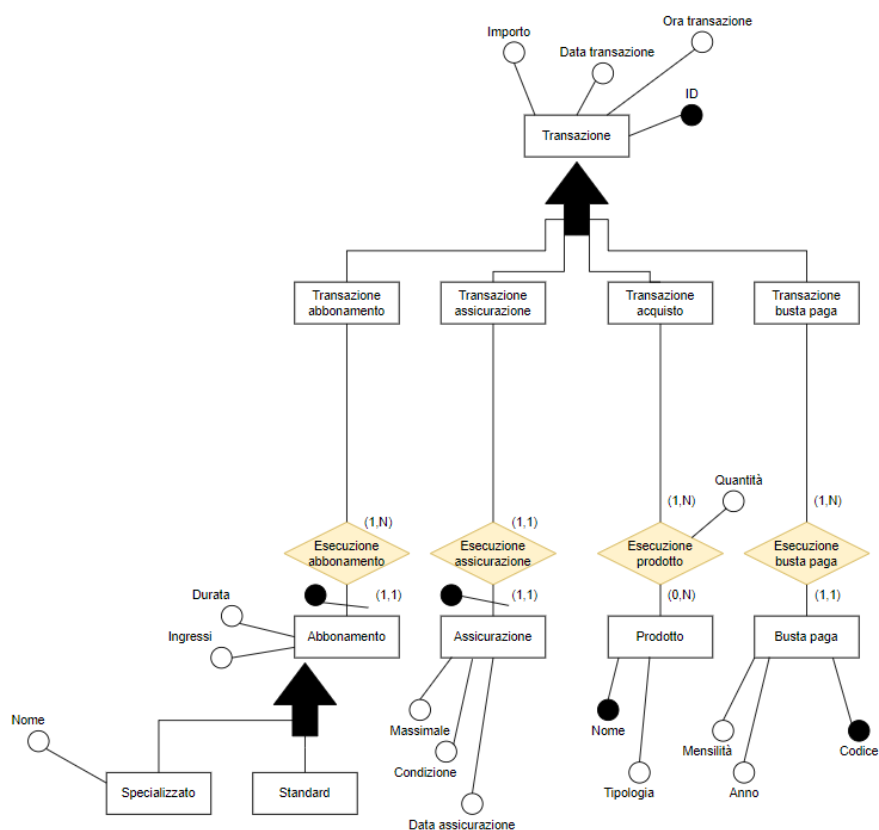 Ora transazione
Importo
Data transazione
ID
Transazione
Transazione
abbonamento
Transazione
assicurazione
Transazione
acquisto
Transazione
busta paga
Quantità
(1,N)
(1,1)
(1,N)
(1,N)
Esecuzione
abbonamento
Esecuzione
assicurazione
Esecuzione
prodotto
Esecuzione
busta paga
Durata
(1,1)
(1,1)
(0,N)
(1,1)
Ingressi
Abbonamento
Assicurazione
Prodotto
Busta paga
Nome
Massimale
Nome
Mensilità
Codice
Condizione
Specializzato
Standard
Tipologia
Anno
Data assicurazione